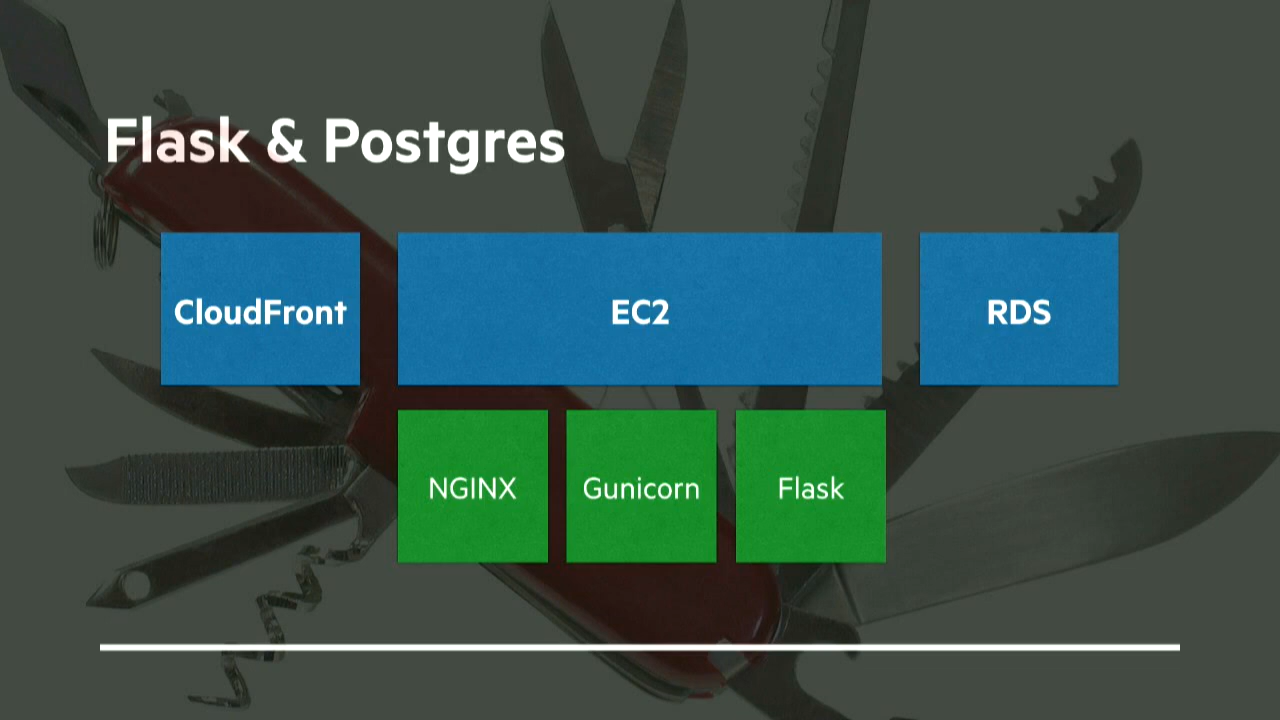 Flask & Postgres
CloudFront
EC2
RDS
NGINX
Gunicorn
Flask